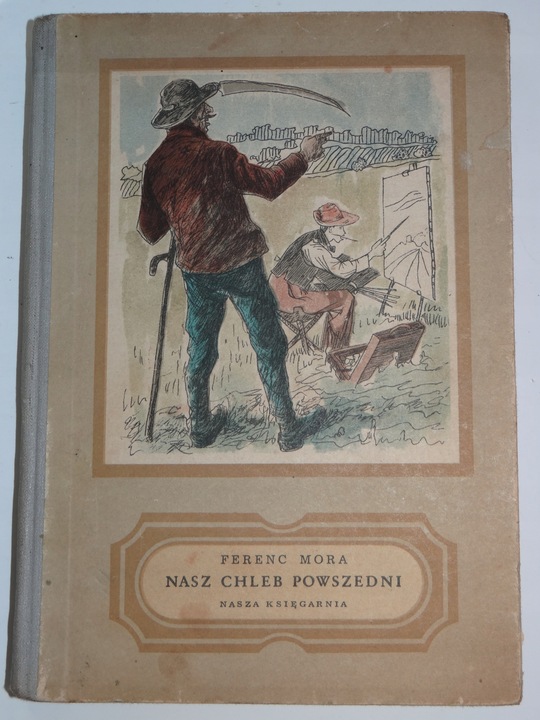 FERENC MORA
NASZ CHLEB POWSZEDNI
NASZA KSIĘGARNIA